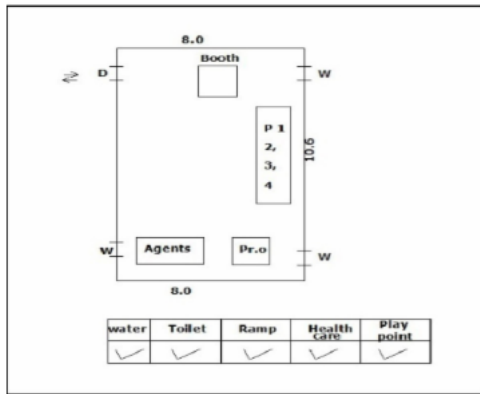 8.0
Booth
D
W
P 1
2,
3,
4
10.6
W
Agents
Pr.o
W
8.0
water Toilet Ramp Health care Play point